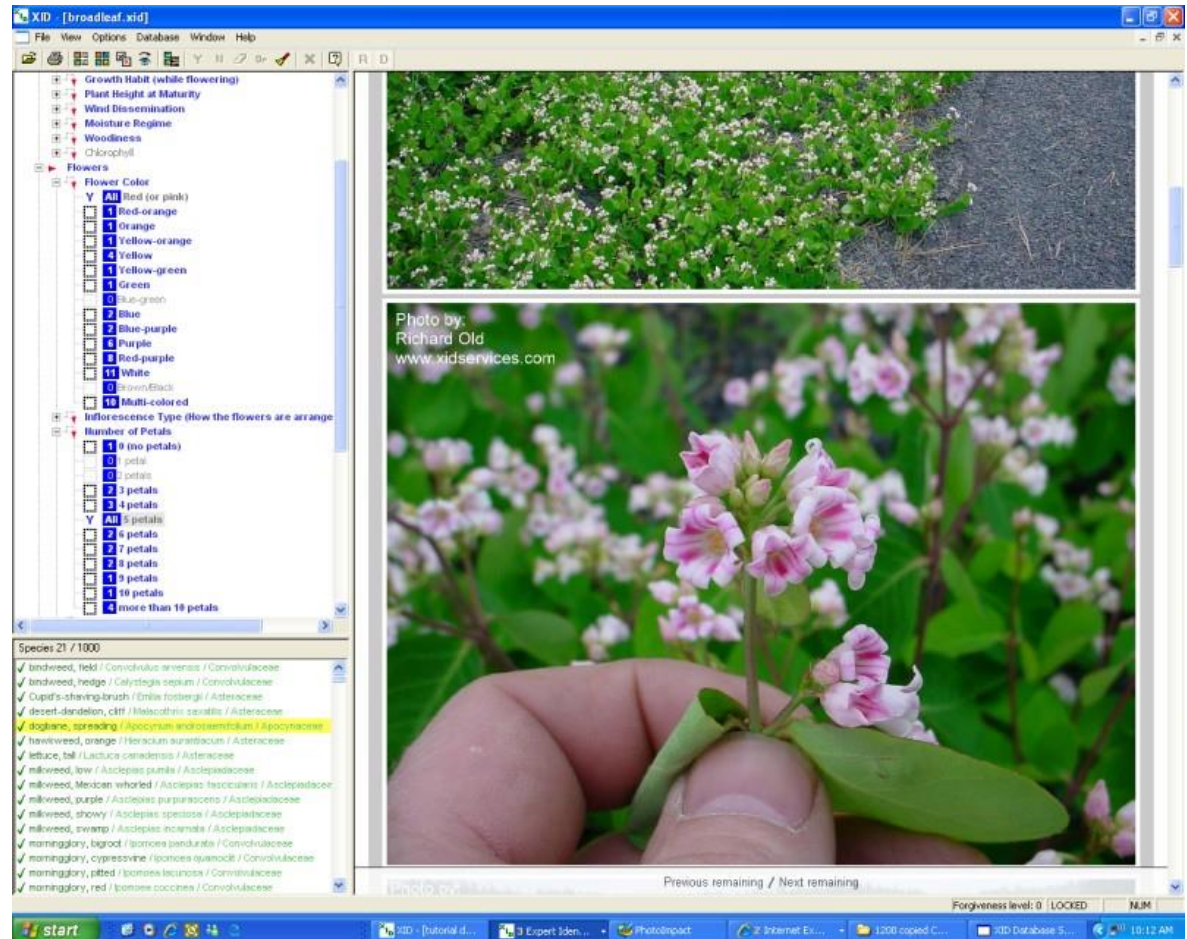 XID - [broadleaf.xid]
File View Options Database Window Help
Growth Habit (while flowering)
Plant Height at Maturity
Wind Dissemination
Moisture Regime
Woodiness
Chlorophyll
Flowers
Flower Color
Y All Red (or pink)
1 Red-orange
1 Orange
1 Yellow-orange
4 Yellow
1 Yellow-green
1 Green
0 Blue-green
2 Blue
2 Blue-purple
6 Purple
8 Red-purple
11 White
0 Brown/Black
10 Multi-colored
Inflorescence Type (How the flowers are arrange
Number of Petals
1 0 (no petals)
0 1 petal
0 2 petals
2 3 petals
3 4 petals
Y All 5 petals
2 6 petals
2 7 petals
2 8 petals
1 9 petals
1 10 petals
4 more than 10 petals
Species 21 / 1000
bindweed, field / Convolvulus arvensis / Convolvulaceae
bindweed, hedge / Calystegia sepium / Convolvulaceae
Cupid's-shaving-brush / Emilia fosbergii / Asteraceae
desert-dandelion, cliff / Malacothrix saxatilis / Asteraceae
dogbane, spreading / Apocynum androsaemifolium / Apocynaceae
hawkweed, orange / Hieracium aurantiacum / Asteraceae
lettuce, tall / Lactuca canadensis / Asteraceae
milkweed, low / Asclepias pumila / Asclepiadaceae
milkweed, Mexican whorled / Asclepias fascicularis / Asclepiadacee
milkweed, purple / Asclepias purpurascens / Asclepiadaceae
milkweed, showy / Asclepias speciosa / Asclepiadaceae
milkweed, swamp / Asclepias incarnata / Asclepiadaceae
morningglory, bigroot / Ipomoea pandurata / Convolvulaceae
morningglory, cypressvine / Ipomoea quamoclit / Convolvulaceae
morningglory, pitted / Ipomoea lacunosa / Convolvulaceae
morningglory, red / Ipomoea coccinea / Convolvulaceae
Photo by:
Richard Old
www.xidservices.com
Previous remaining / Next remaining
Photo by:
Forgiveness level: 0 LOCKED NUM
start XID - [tutorial d... 3 Expert Iden... PhotoImpact 2 Internet Ex... 1200 copied C... XID Database S... 10:12 AM